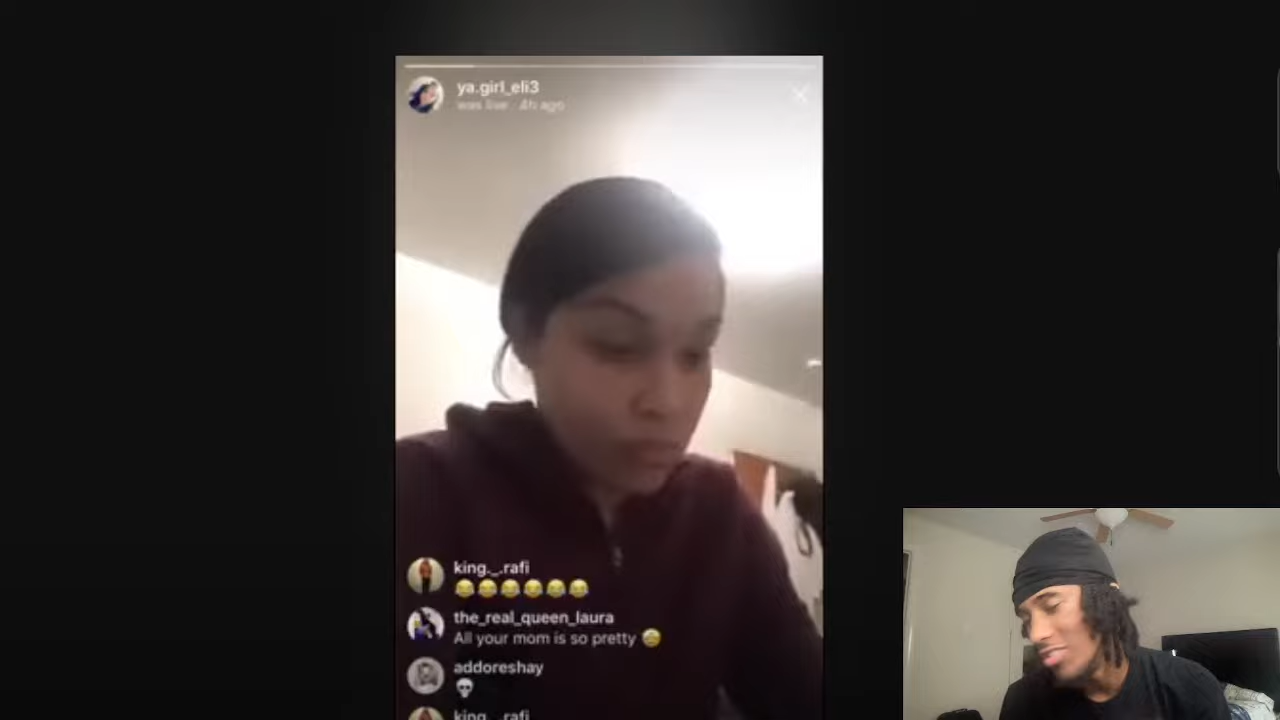 ya.girl_eli3
was live · 4h ago
king._.rafi
😂😂😂😂😂😂
the_real_queen_laura
All your mom is so pretty 🤩
addoreshay
💀
king._.rafi